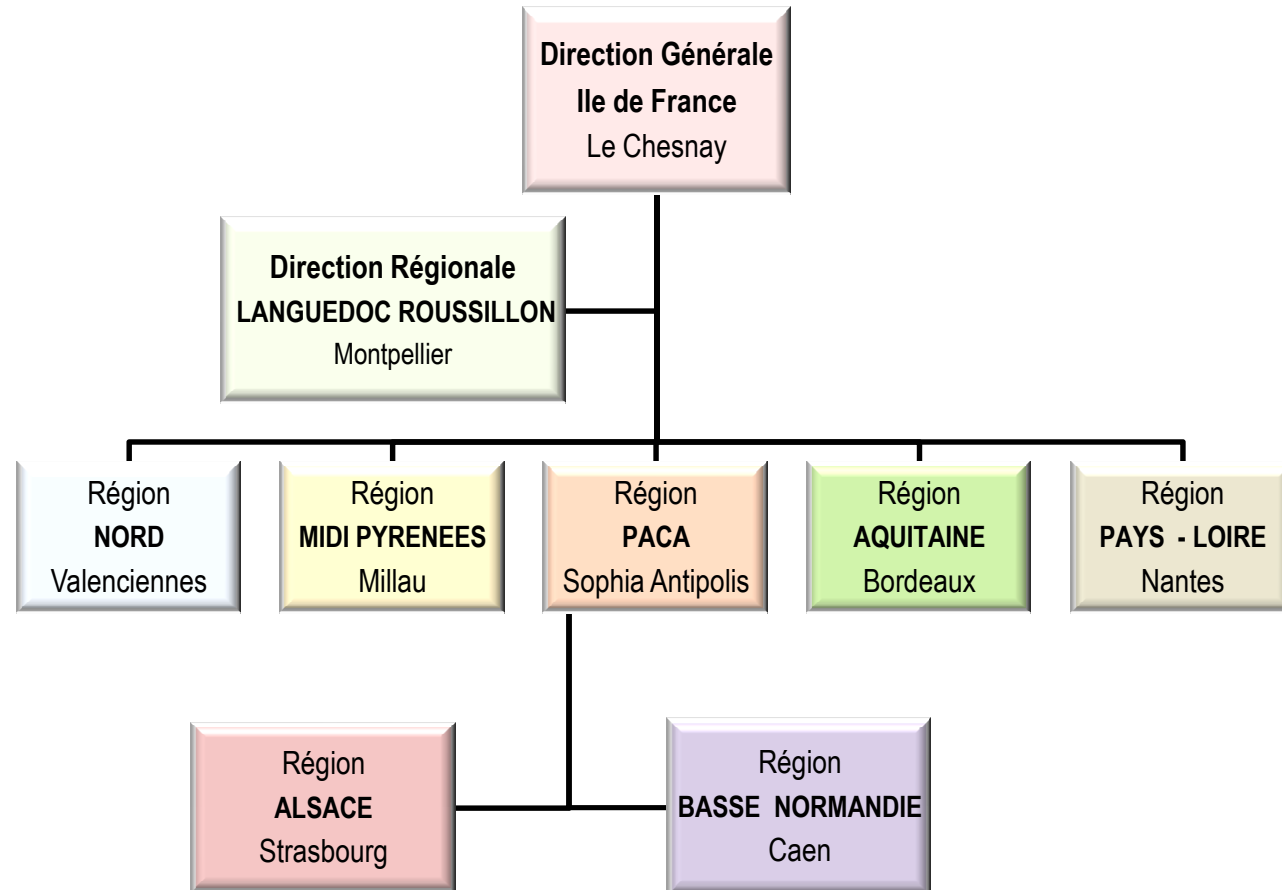 Direction Générale
Ile de France
Le Chesnay
Direction Régionale
LANGUEDOC ROUSSILLON
Montpellier
Région
NORD
Valenciennes
Région
MIDI PYRENEES
Millau
Région
PACA
Sophia Antipolis
Région
AQUITAINE
Bordeaux
Région
PAYS - LOIRE
Nantes
Région
ALSACE
Strasbourg
Région
BASSE NORMANDIE
Caen